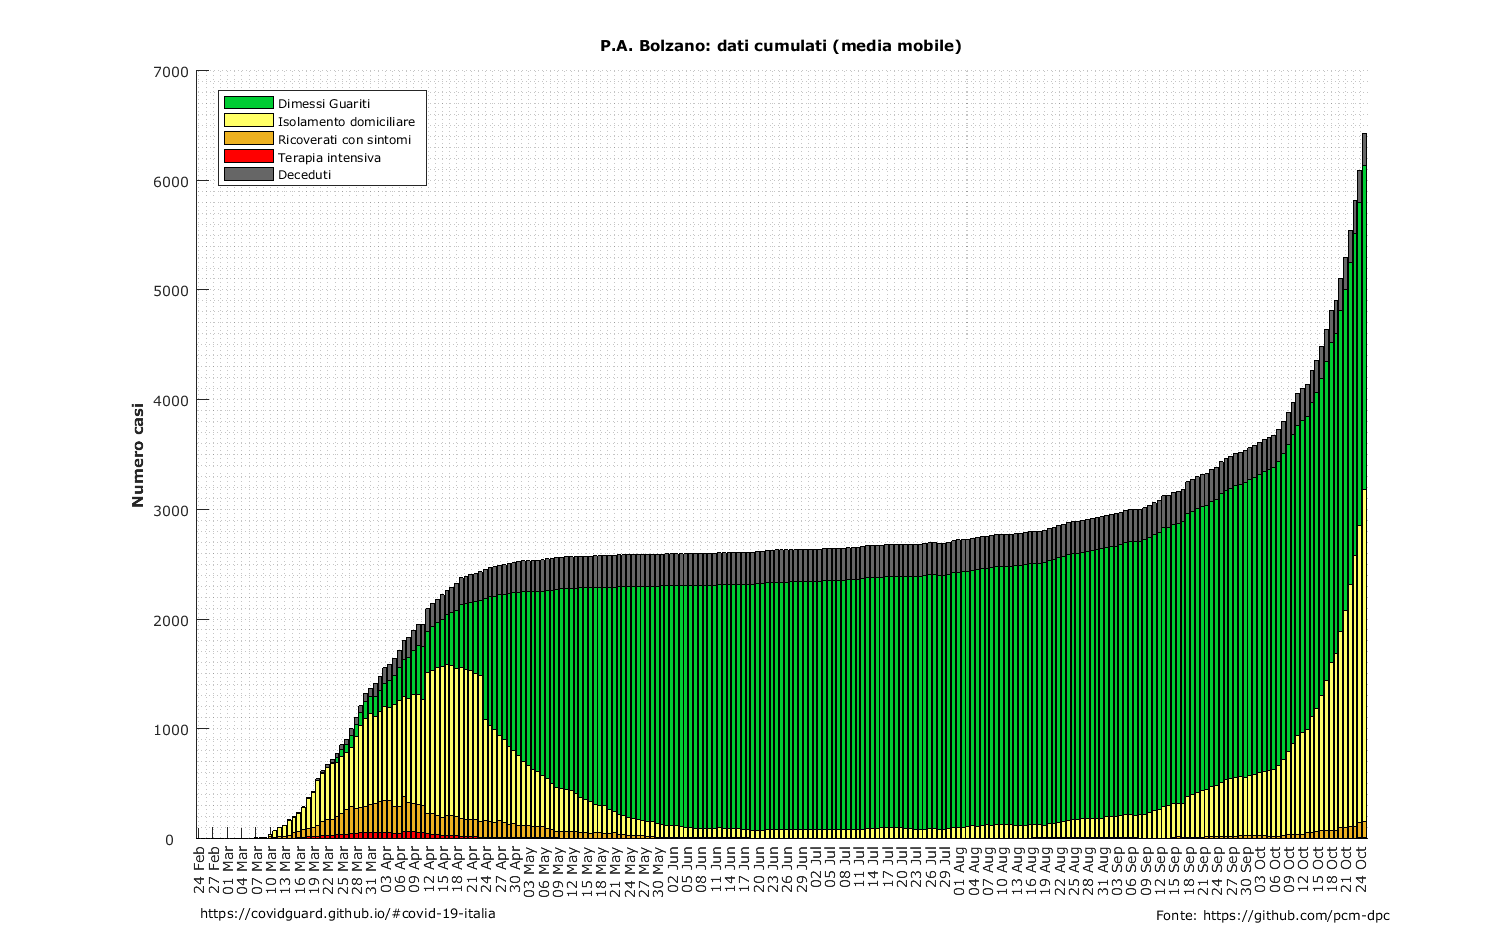 P.A. Bolzano: dati cumulati (media mobile)
7000
6000
5000
4000
3000
2000
1000
0
Numero casi
Dimessi Guariti
Isolamento domiciliare
Ricoverati con sintomi
Terapia intensiva
Deceduti
24 Feb
27 Feb
01 Mar
04 Mar
07 Mar
10 Mar
13 Mar
16 Mar
19 Mar
22 Mar
25 Mar
28 Mar
31 Mar
03 Apr
06 Apr
09 Apr
12 Apr
15 Apr
18 Apr
21 Apr
24 Apr
27 Apr
30 Apr
03 May
06 May
09 May
12 May
15 May
18 May
21 May
24 May
27 May
30 May
02 Jun
05 Jun
08 Jun
11 Jun
14 Jun
17 Jun
20 Jun
23 Jun
26 Jun
29 Jun
02 Jul
05 Jul
08 Jul
11 Jul
14 Jul
17 Jul
20 Jul
23 Jul
26 Jul
29 Jul
01 Aug
04 Aug
07 Aug
10 Aug
13 Aug
16 Aug
19 Aug
22 Aug
25 Aug
28 Aug
31 Aug
03 Sep
06 Sep
09 Sep
12 Sep
15 Sep
18 Sep
21 Sep
24 Sep
27 Sep
30 Sep
03 Oct
06 Oct
09 Oct
12 Oct
15 Oct
18 Oct
21 Oct
24 Oct
https://covidguard.github.io/#covid-19-italia
Fonte: https://github.com/pcm-dpc